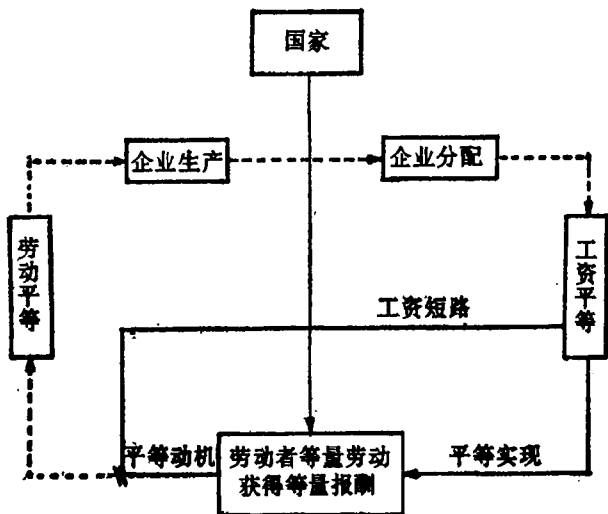 国家
企业生产
企业分配
劳动平等
工资平等
工资短路
平等动机
劳动者等量劳动
获得等量报酬
平等实现